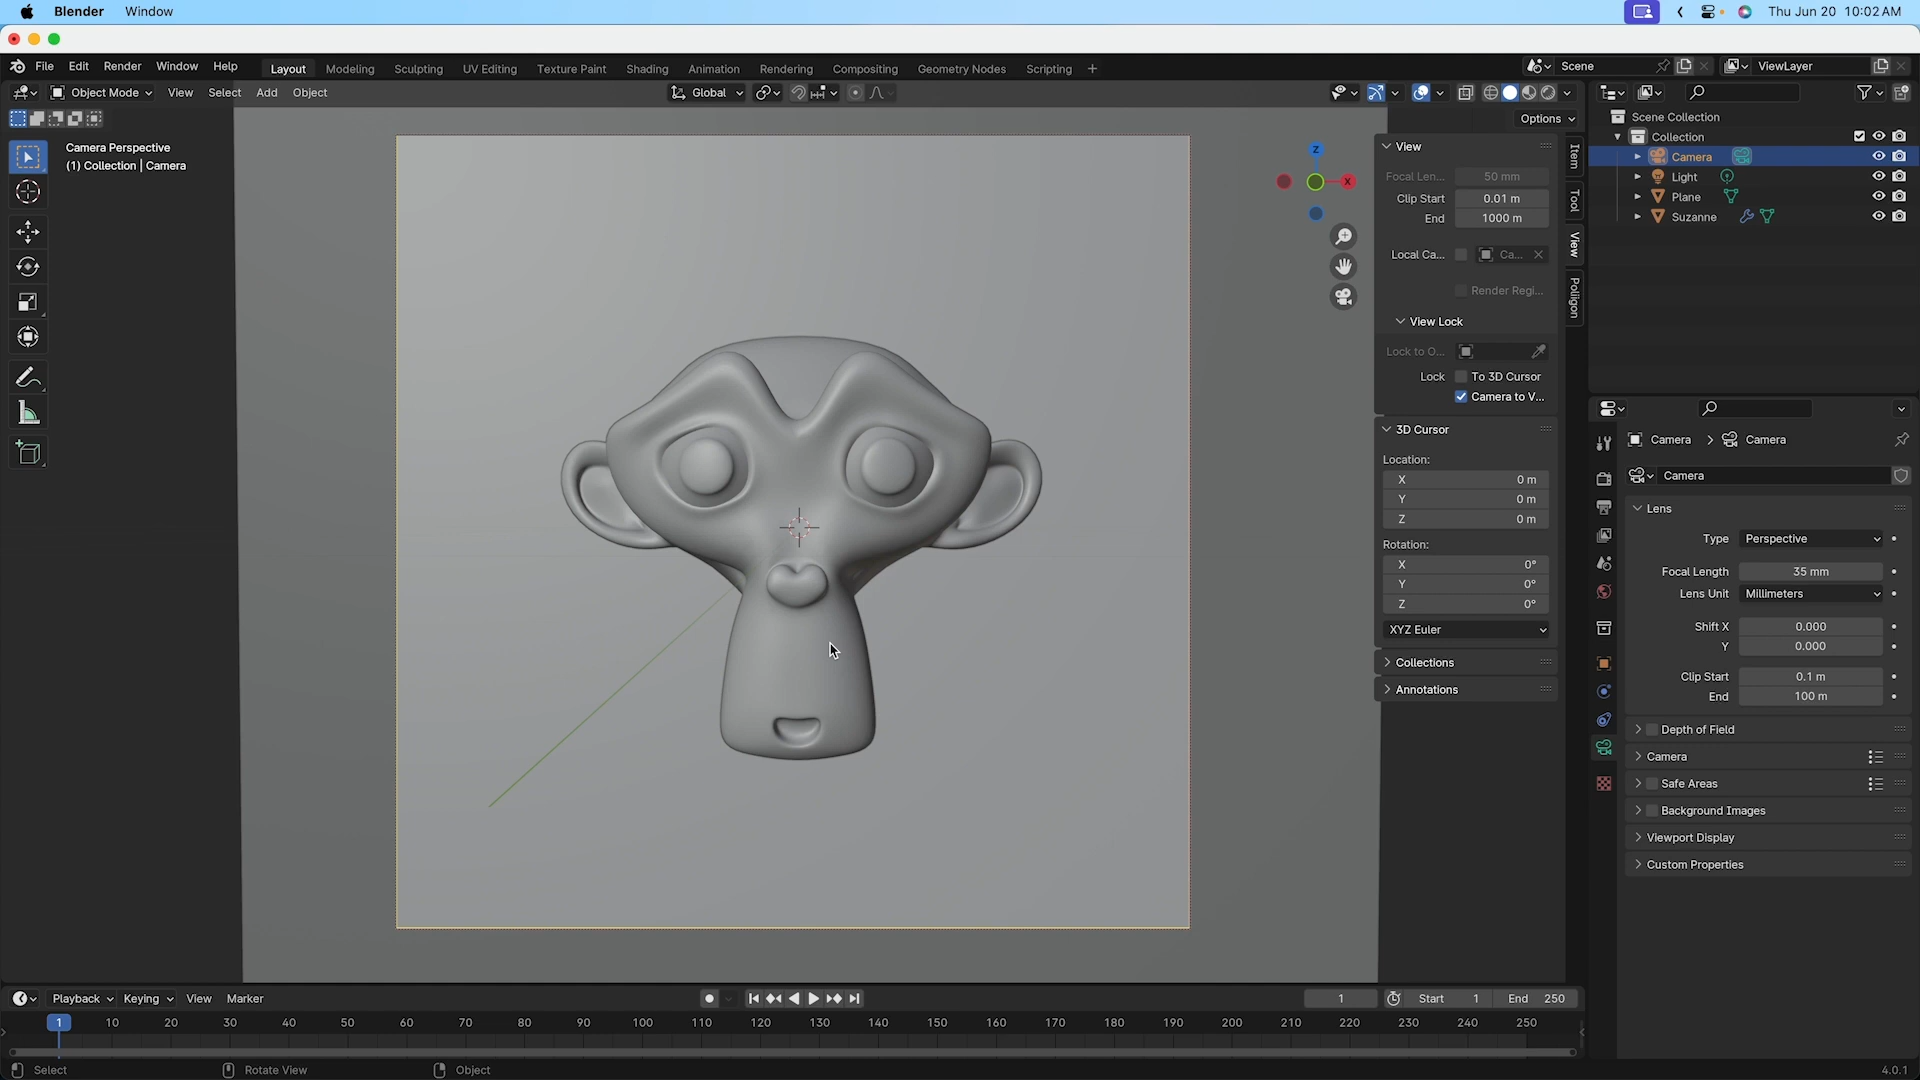 Blender Window Thu Jun 20 10:02 AM
File Edit Render Window Help Layout Modeling Sculpting UV Editing Texture Paint Shading Animation Rendering Compositing Geometry Nodes Scripting + Scene ViewLayer
Object Mode View Select Add Object Global
Options
Camera Perspective
(1) Collection | Camera
Z
X
View
Focal Len... 50 mm
Clip Start 0.01 m
End 1000 m
Local Ca... Ca...
Render Regi...
View Lock
Lock to O...
Lock To 3D Cursor
Camera to V...
3D Cursor
Location:
X 0 m
Y 0 m
Z 0 m
Rotation:
X 0°
Y 0°
Z 0°
XYZ Euler
Collections
Annotations
Item
Tool
View
Poliigon
Scene Collection
Collection
Camera
Light
Plane
Suzanne
Camera > Camera
Camera
Lens
Type Perspective
Focal Length 35 mm
Lens Unit Millimeters
Shift X 0.000
Y 0.000
Clip Start 0.1 m
End 100 m
Depth of Field
Camera
Safe Areas
Background Images
Viewport Display
Custom Properties
Playback Keying View Marker 1 Start 1 End 250
1 10 20 30 40 50 60 70 80 90 100 110 120 130 140 150 160 170 180 190 200 210 220 230 240 250
Select Rotate View Object 4.0.1